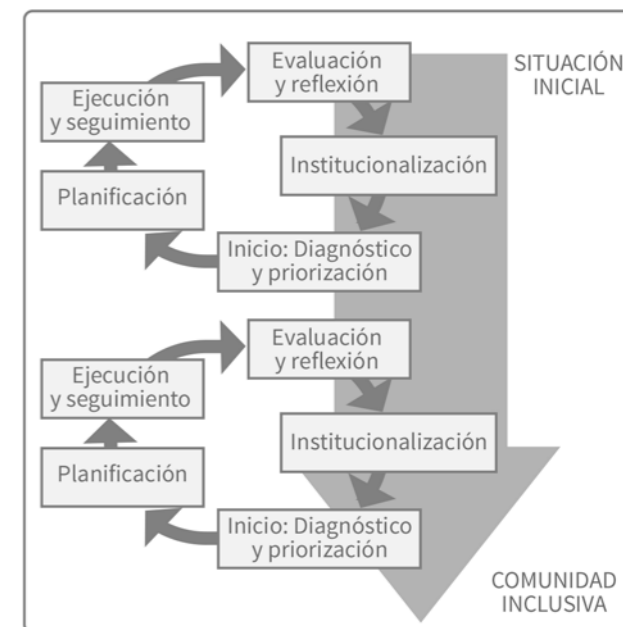 Evaluación
y reflexión
SITUACIÓN
INICIAL
Ejecución
y seguimiento
Institucionalización
Planificación
Inicio: Diagnóstico
y priorización
Evaluación
y reflexión
Ejecución
y seguimiento
Institucionalización
Planificación
Inicio: Diagnóstico
y priorización
COMUNIDAD
INCLUSIVA